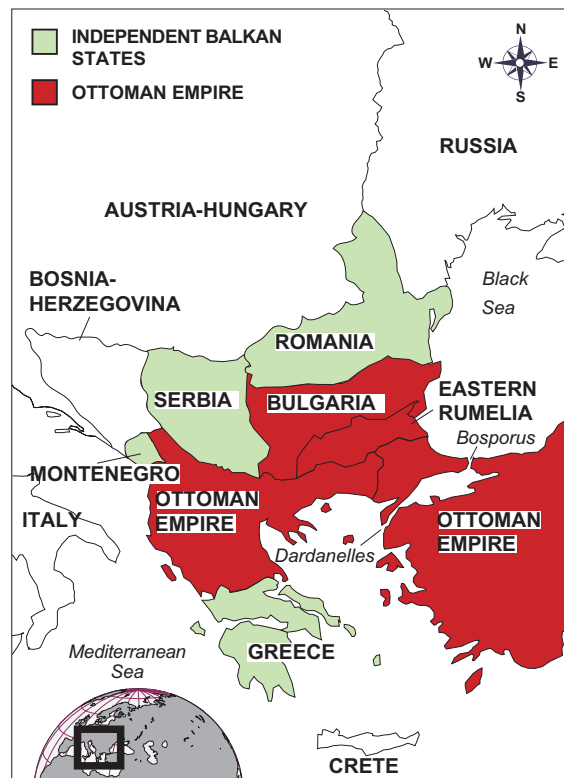 INDEPENDENT BALKAN
STATES
OTTOMAN EMPIRE
N
W
E
S
RUSSIA
AUSTRIA-HUNGARY
BOSNIA-
HERZEGOVINA
Black
Sea
ROMANIA
SERBIA
BULGARIA
EASTERN
RUMELIA
Bosporus
MONTENEGRO
OTTOMAN
EMPIRE
ITALY
OTTOMAN
EMPIRE
Dardanelles
Mediterranean
Sea
GREECE
CRETE